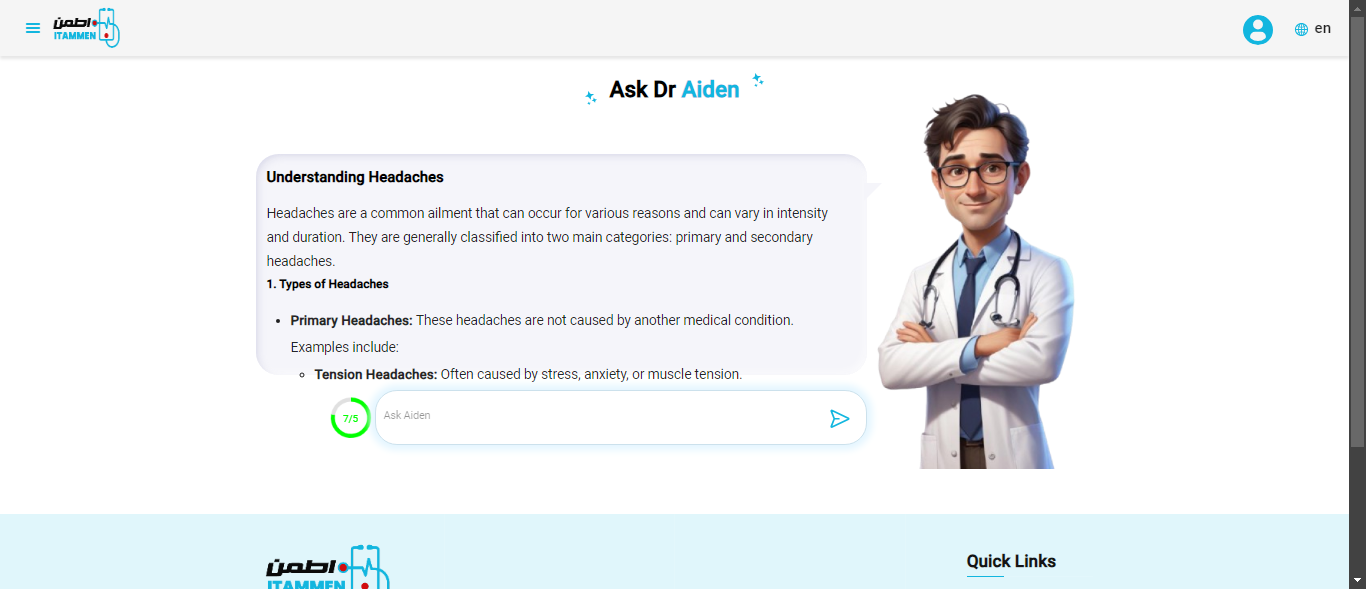 اطمن
ITAMMEN
en
Ask Dr Aiden
Understanding Headaches
Headaches are a common ailment that can occur for various reasons and can vary in intensity
and duration. They are generally classified into two main categories: primary and secondary
headaches.
1. Types of Headaches
• Primary Headaches: These headaches are not caused by another medical condition.
Examples include:
◦ Tension Headaches: Often caused by stress, anxiety, or muscle tension.
7/5
Ask Aiden
اطمن
ITAMMEN
Quick Links